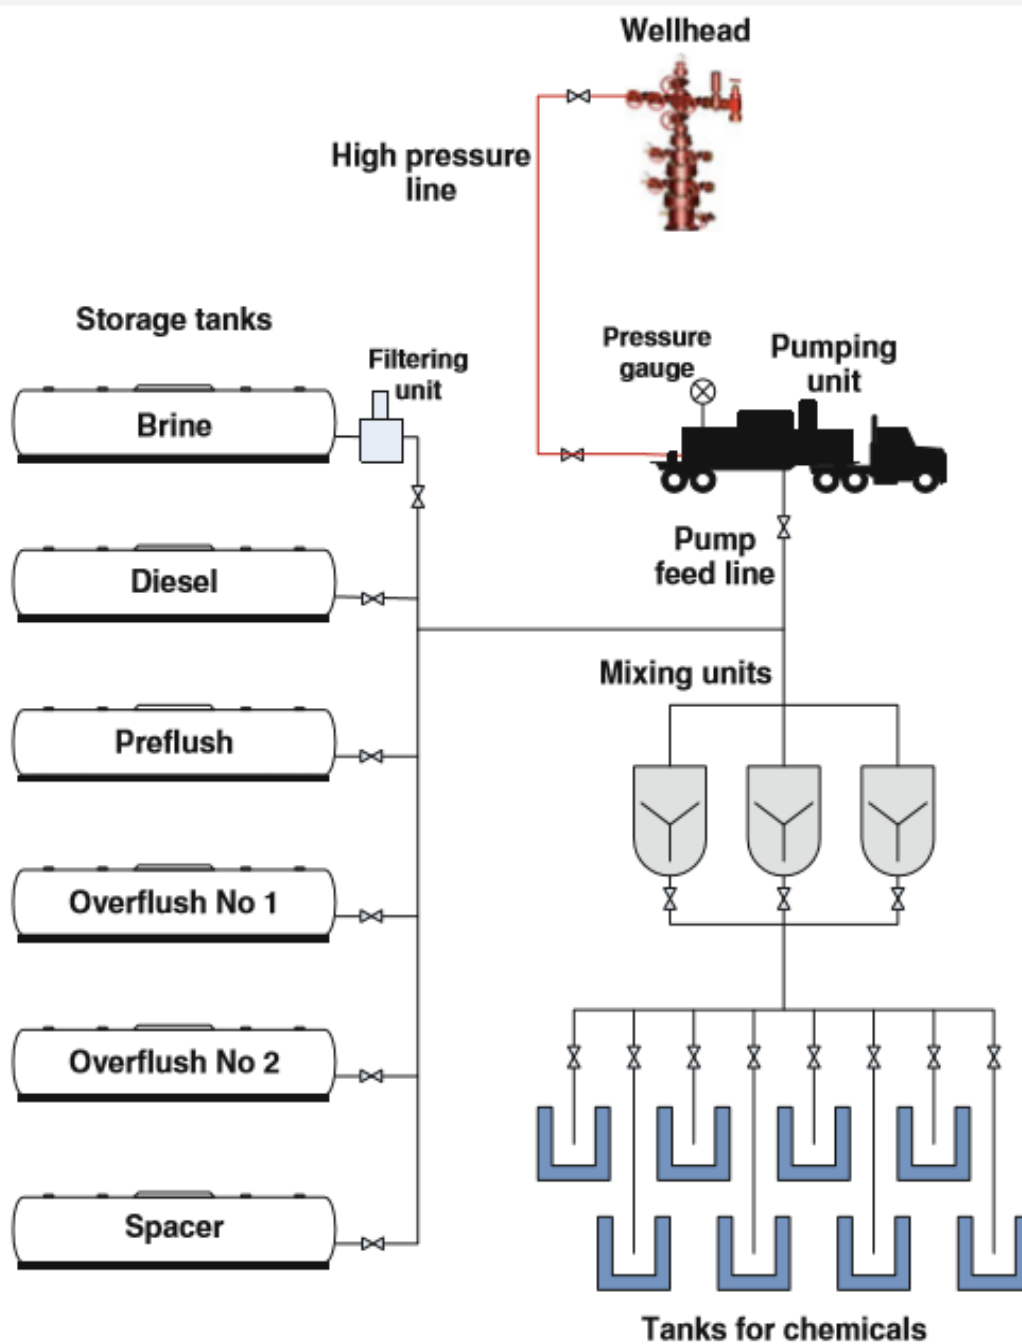 Wellhead
High pressure
line
Storage tanks
Pressure
gauge
Pumping
unit
Filtering
unit
Brine
Pump
feed line
Diesel
Mixing units
Preflush
Overflush No 1
Overflush No 2
Spacer
Tanks for chemicals